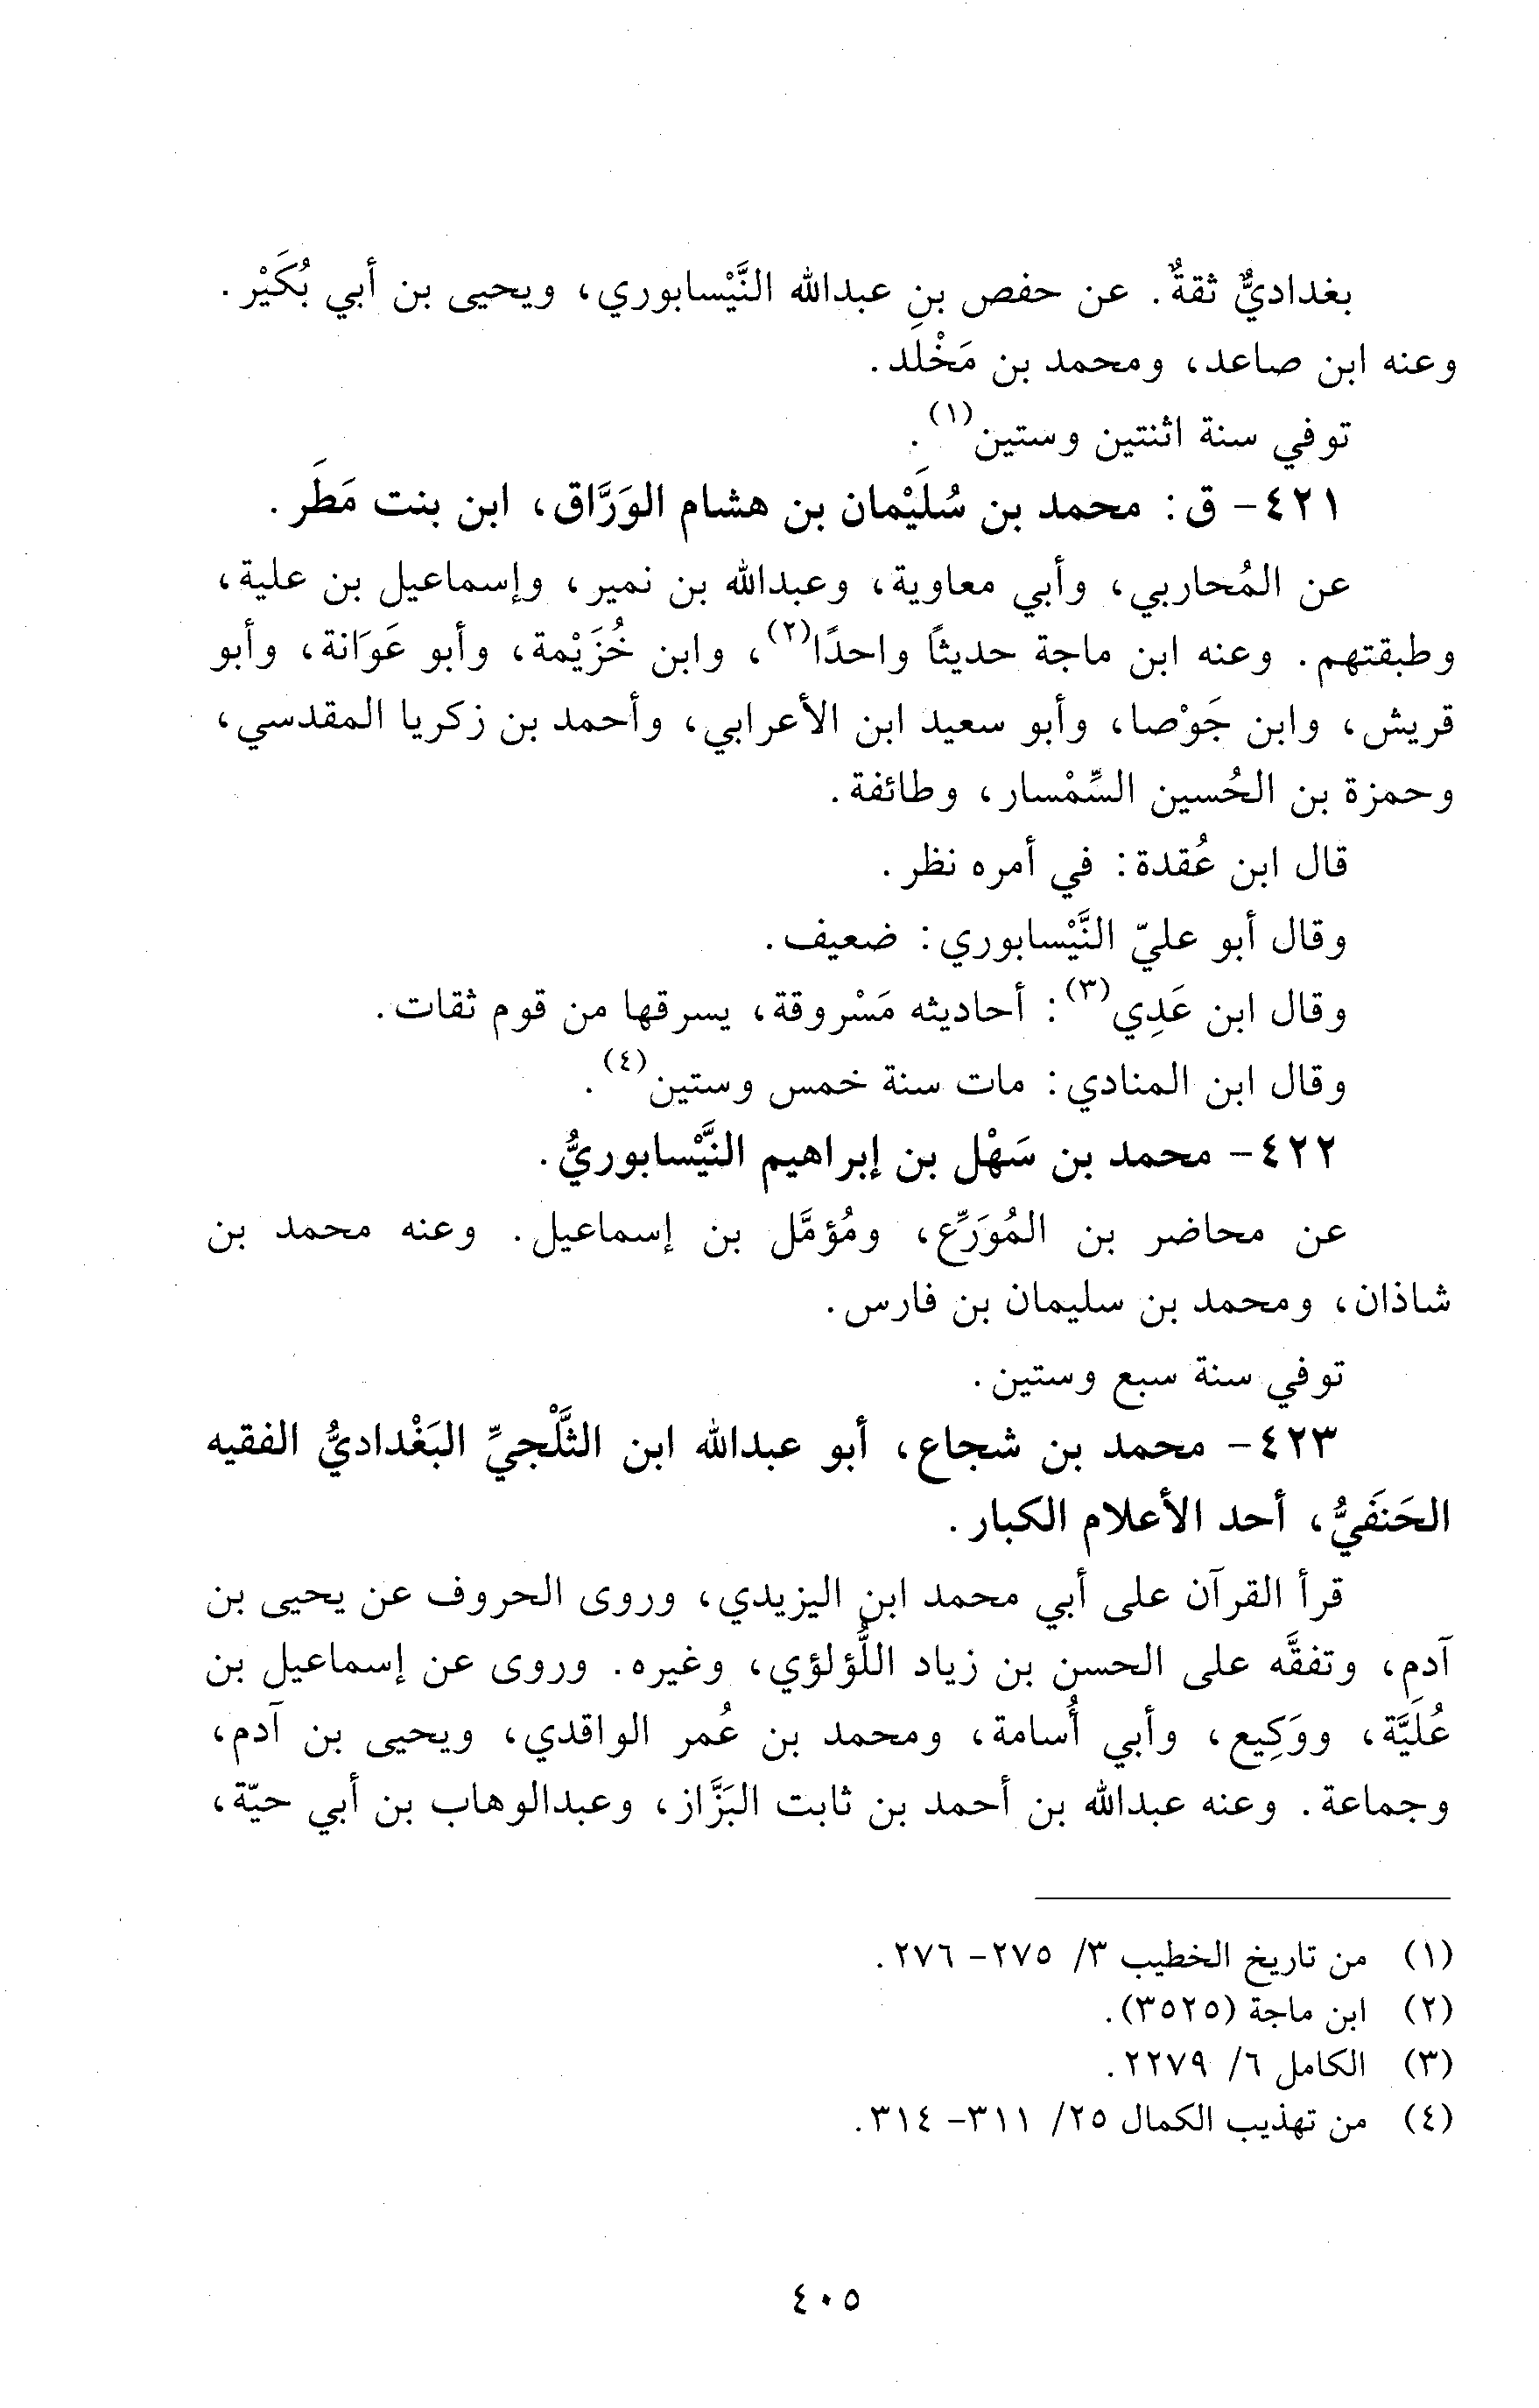 بغداديٌّ ثقةٌ. عن حفص بنِ عبدالله النَّيْسابوري، ويحيى بن أبي بُكَيْر.
وعنه ابن صاعد، ومحمد بن مَخْلَد.
توفي سنة اثنتين وستين(١).
٤٢١- ق: محمد بن سُلَيْمان بن هشام الوَرَّاق، ابن بنت مَطَر.
عن المُحاربي، وأبي معاوية، وعبدالله بن نمير، وإسماعيل بن علية،
وطبقتهم. وعنه ابن ماجة حديثًا واحدًا(٢)، وابن خُزَيْمة، وأبو عَوَانة، وأبو
قريش، وابن جَوْصا، وأبو سعيد ابن الأعرابي، وأحمد بن زكريا المقدسي،
وحمزة بن الحُسين السِّمْسار، وطائفة.
قال ابن عُقدة: في أمره نظر.
وقال أبو عليّ النَّيْسابوري: ضعيف.
وقال ابن عَدِي(٣): أحاديثه مَسْروقة، يسرقها من قوم ثقات.
وقال ابن المنادي: مات سنة خمس وستين(٤).
٤٢٢- محمد بن سَهْل بن إبراهيم النَّيْسابوريُّ.
عن محاضر بن المُوَرِّع، ومُؤمَّل بن إسماعيل. وعنه محمد بن
شاذان، ومحمد بن سليمان بن فارس.
توفي سنة سبع وستين.
٤٢٣- محمد بن شجاع، أبو عبدالله ابن الثَّلْجيِّ البَغْداديُّ الفقيه
الحَنَفيُّ، أحد الأعلام الكبار.
قرأ القرآن على أبي محمد ابن اليزيدي، وروى الحروف عن يحيى بن
آدم، وتفقَّه على الحسن بن زياد اللُّؤلؤي، وغيره. وروى عن إسماعيل بن
عُلَيَّة، ووَكِيع، وأبي أُسامة، ومحمد بن عُمر الواقدي، ويحيى بن آدم،
وجماعة. وعنه عبدالله بن أحمد بن ثابت البَزَّاز، وعبدالوهاب بن أبي حيّة،
(١) من تاريخ الخطيب ٣/ ٢٧٥- ٢٧٦.
(٢) ابن ماجة (٣٥٢٥).
(٣) الكامل ٦/ ٢٢٧٩.
(٤) من تهذيب الكمال ٢٥/ ٣١١- ٣١٤.
٤٠٥